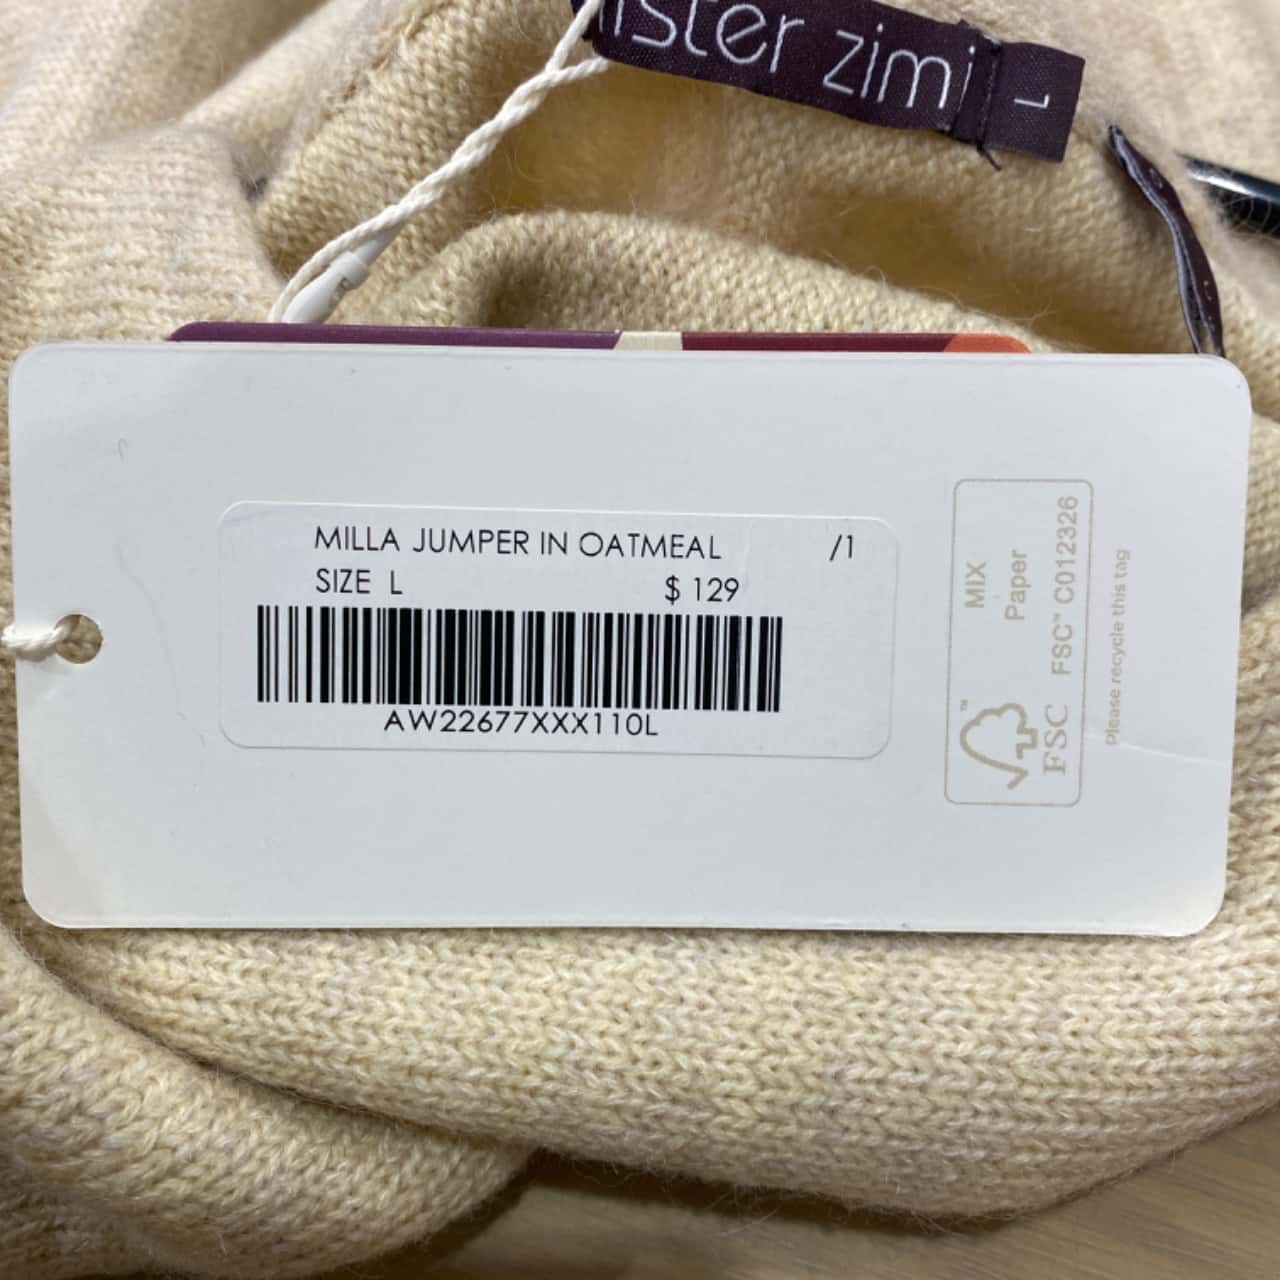 ister zimi
L
MILLA JUMPER IN OATMEAL /1
SIZE L $ 129
AW22677XXX110L
MIX
Paper
FSC™ C012326
FSC
™
Please recycle this tag